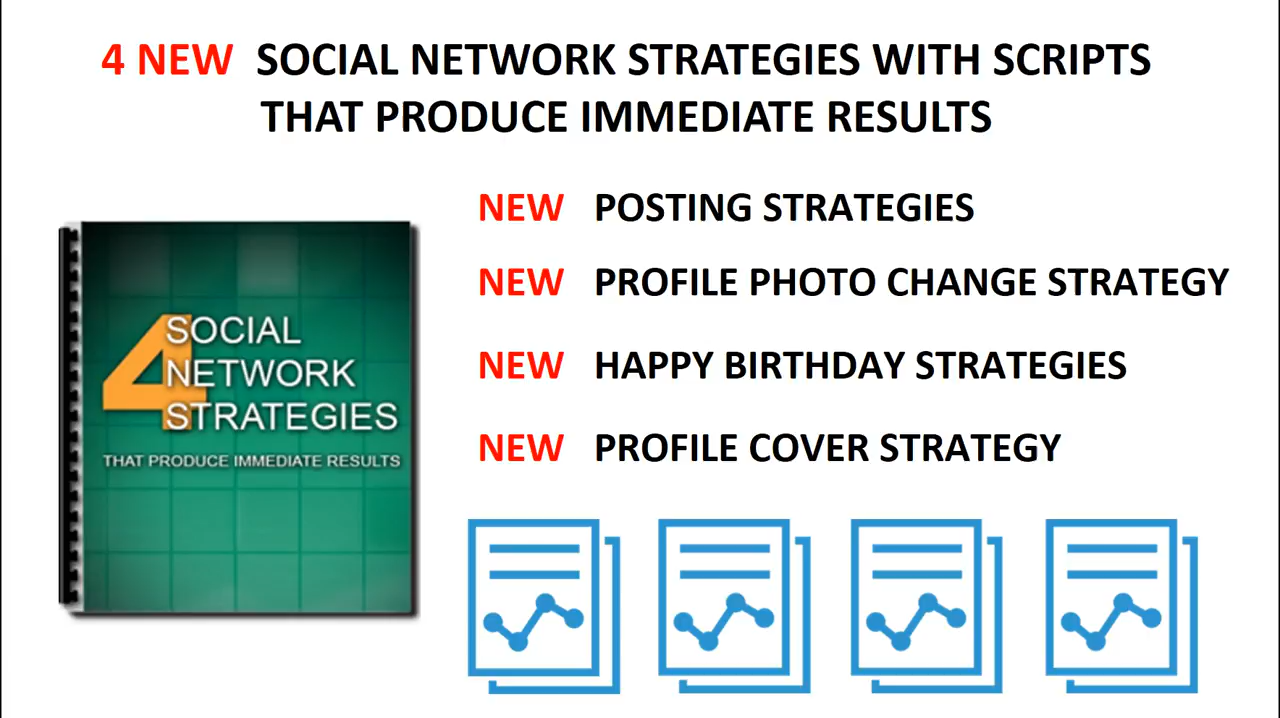 4 NEW SOCIAL NETWORK STRATEGIES WITH SCRIPTS
THAT PRODUCE IMMEDIATE RESULTS
NEW POSTING STRATEGIES
NEW PROFILE PHOTO CHANGE STRATEGY
NEW HAPPY BIRTHDAY STRATEGIES
NEW PROFILE COVER STRATEGY
4 SOCIAL
NETWORK
STRATEGIES
THAT PRODUCE IMMEDIATE RESULTS